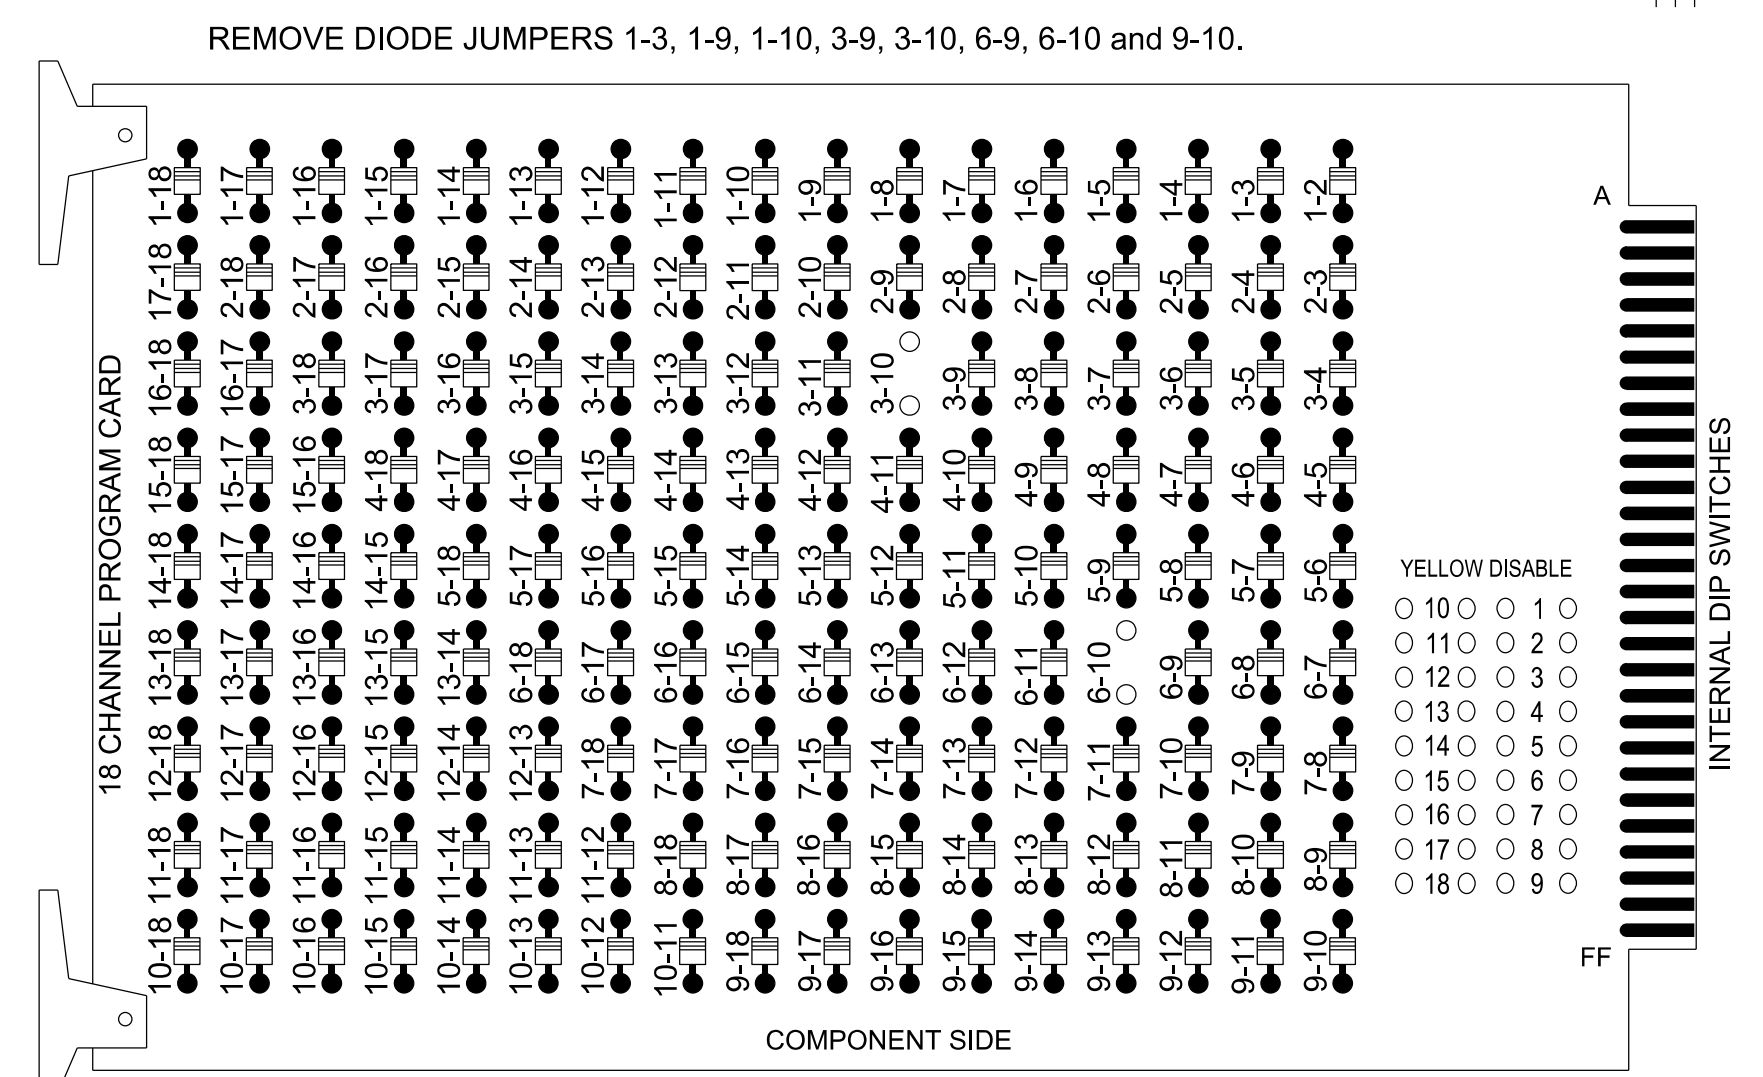 REMOVE DIODE JUMPERS 1-3, 1-9, 1-10, 3-9, 3-10, 6-9, 6-10 and 9-10.
1-18 1-17 1-16 1-15 1-14 1-13 1-12 1-11 1-10 1-9 1-8 1-7 1-6 1-5 1-4 1-3 1-2
A
17-18 2-18 2-17 2-16 2-15 2-14 2-13 2-12 2-11 2-10 2-9 2-8 2-7 2-6 2-5 2-4 2-3
16-18 16-17 3-18 3-17 3-16 3-15 3-14 3-13 3-12 3-11 3-10 3-9 3-8 3-7 3-6 3-5 3-4
15-18 15-17 15-16 4-18 4-17 4-16 4-15 4-14 4-13 4-12 4-11 4-10 4-9 4-8 4-7 4-6 4-5
14-18 14-17 14-16 14-15 5-18 5-17 5-16 5-15 5-14 5-13 5-12 5-11 5-10 5-9 5-8 5-7 5-6
13-18 13-17 13-16 13-15 13-14 6-18 6-17 6-16 6-15 6-14 6-13 6-12 6-11 6-10 6-9 6-8 6-7
12-18 12-17 12-16 12-15 12-14 12-13 7-18 7-17 7-16 7-15 7-14 7-13 7-12 7-11 7-10 7-9 7-8
11-18 11-17 11-16 11-15 11-14 11-13 11-12 8-18 8-17 8-16 8-15 8-14 8-13 8-12 8-11 8-10 8-9
10-18 10-17 10-16 10-15 10-14 10-13 10-12 10-11 9-18 9-17 9-16 9-15 9-14 9-13 9-12 9-11 9-10
18 CHANNEL PROGRAM CARD
YELLOW DISABLE
10 1
11 2
12 3
13 4
14 5
15 6
16 7
17 8
18 9
INTERNAL DIP SWITCHES
FF
COMPONENT SIDE